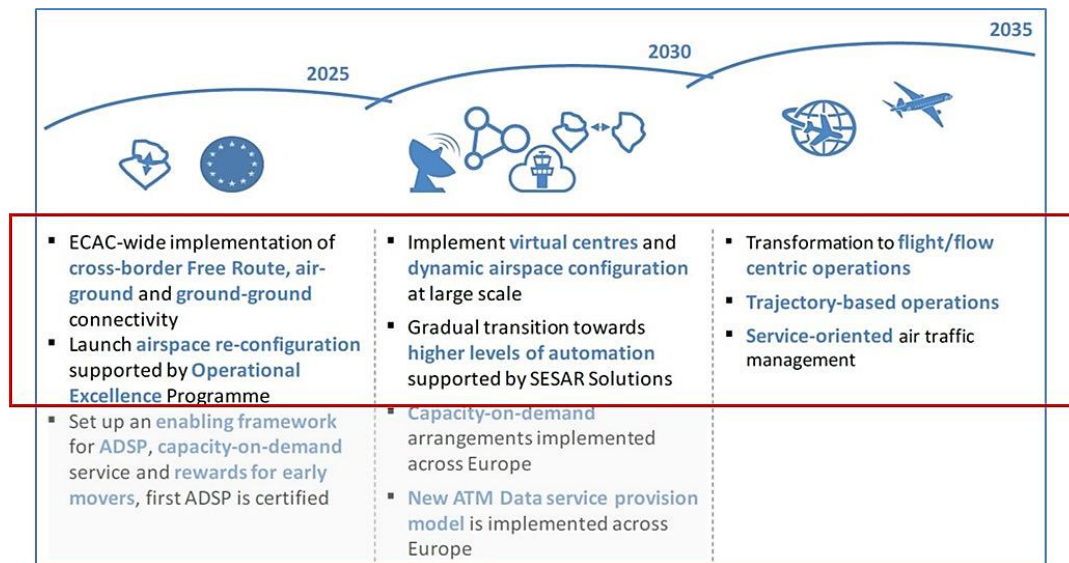 2025
2030
2035
▪ ECAC-wide implementation of
cross-border Free Route, air-
ground and ground-ground
connectivity
▪ Launch airspace re-configuration
supported by Operational
Excellence Programme
▪ Set up an enabling framework
for ADSP, capacity-on-demand
service and rewards for early
movers, first ADSP is certified
▪ Implement virtual centres and
dynamic airspace configuration
at large scale
▪ Gradual transition towards
higher levels of automation
supported by SESAR Solutions
▪ Capacity-on-demand
arrangements implemented
across Europe
▪ New ATM Data service provision
model is implemented across
Europe
▪ Transformation to flight/flow
centric operations
▪ Trajectory-based operations
▪ Service-oriented air traffic
management